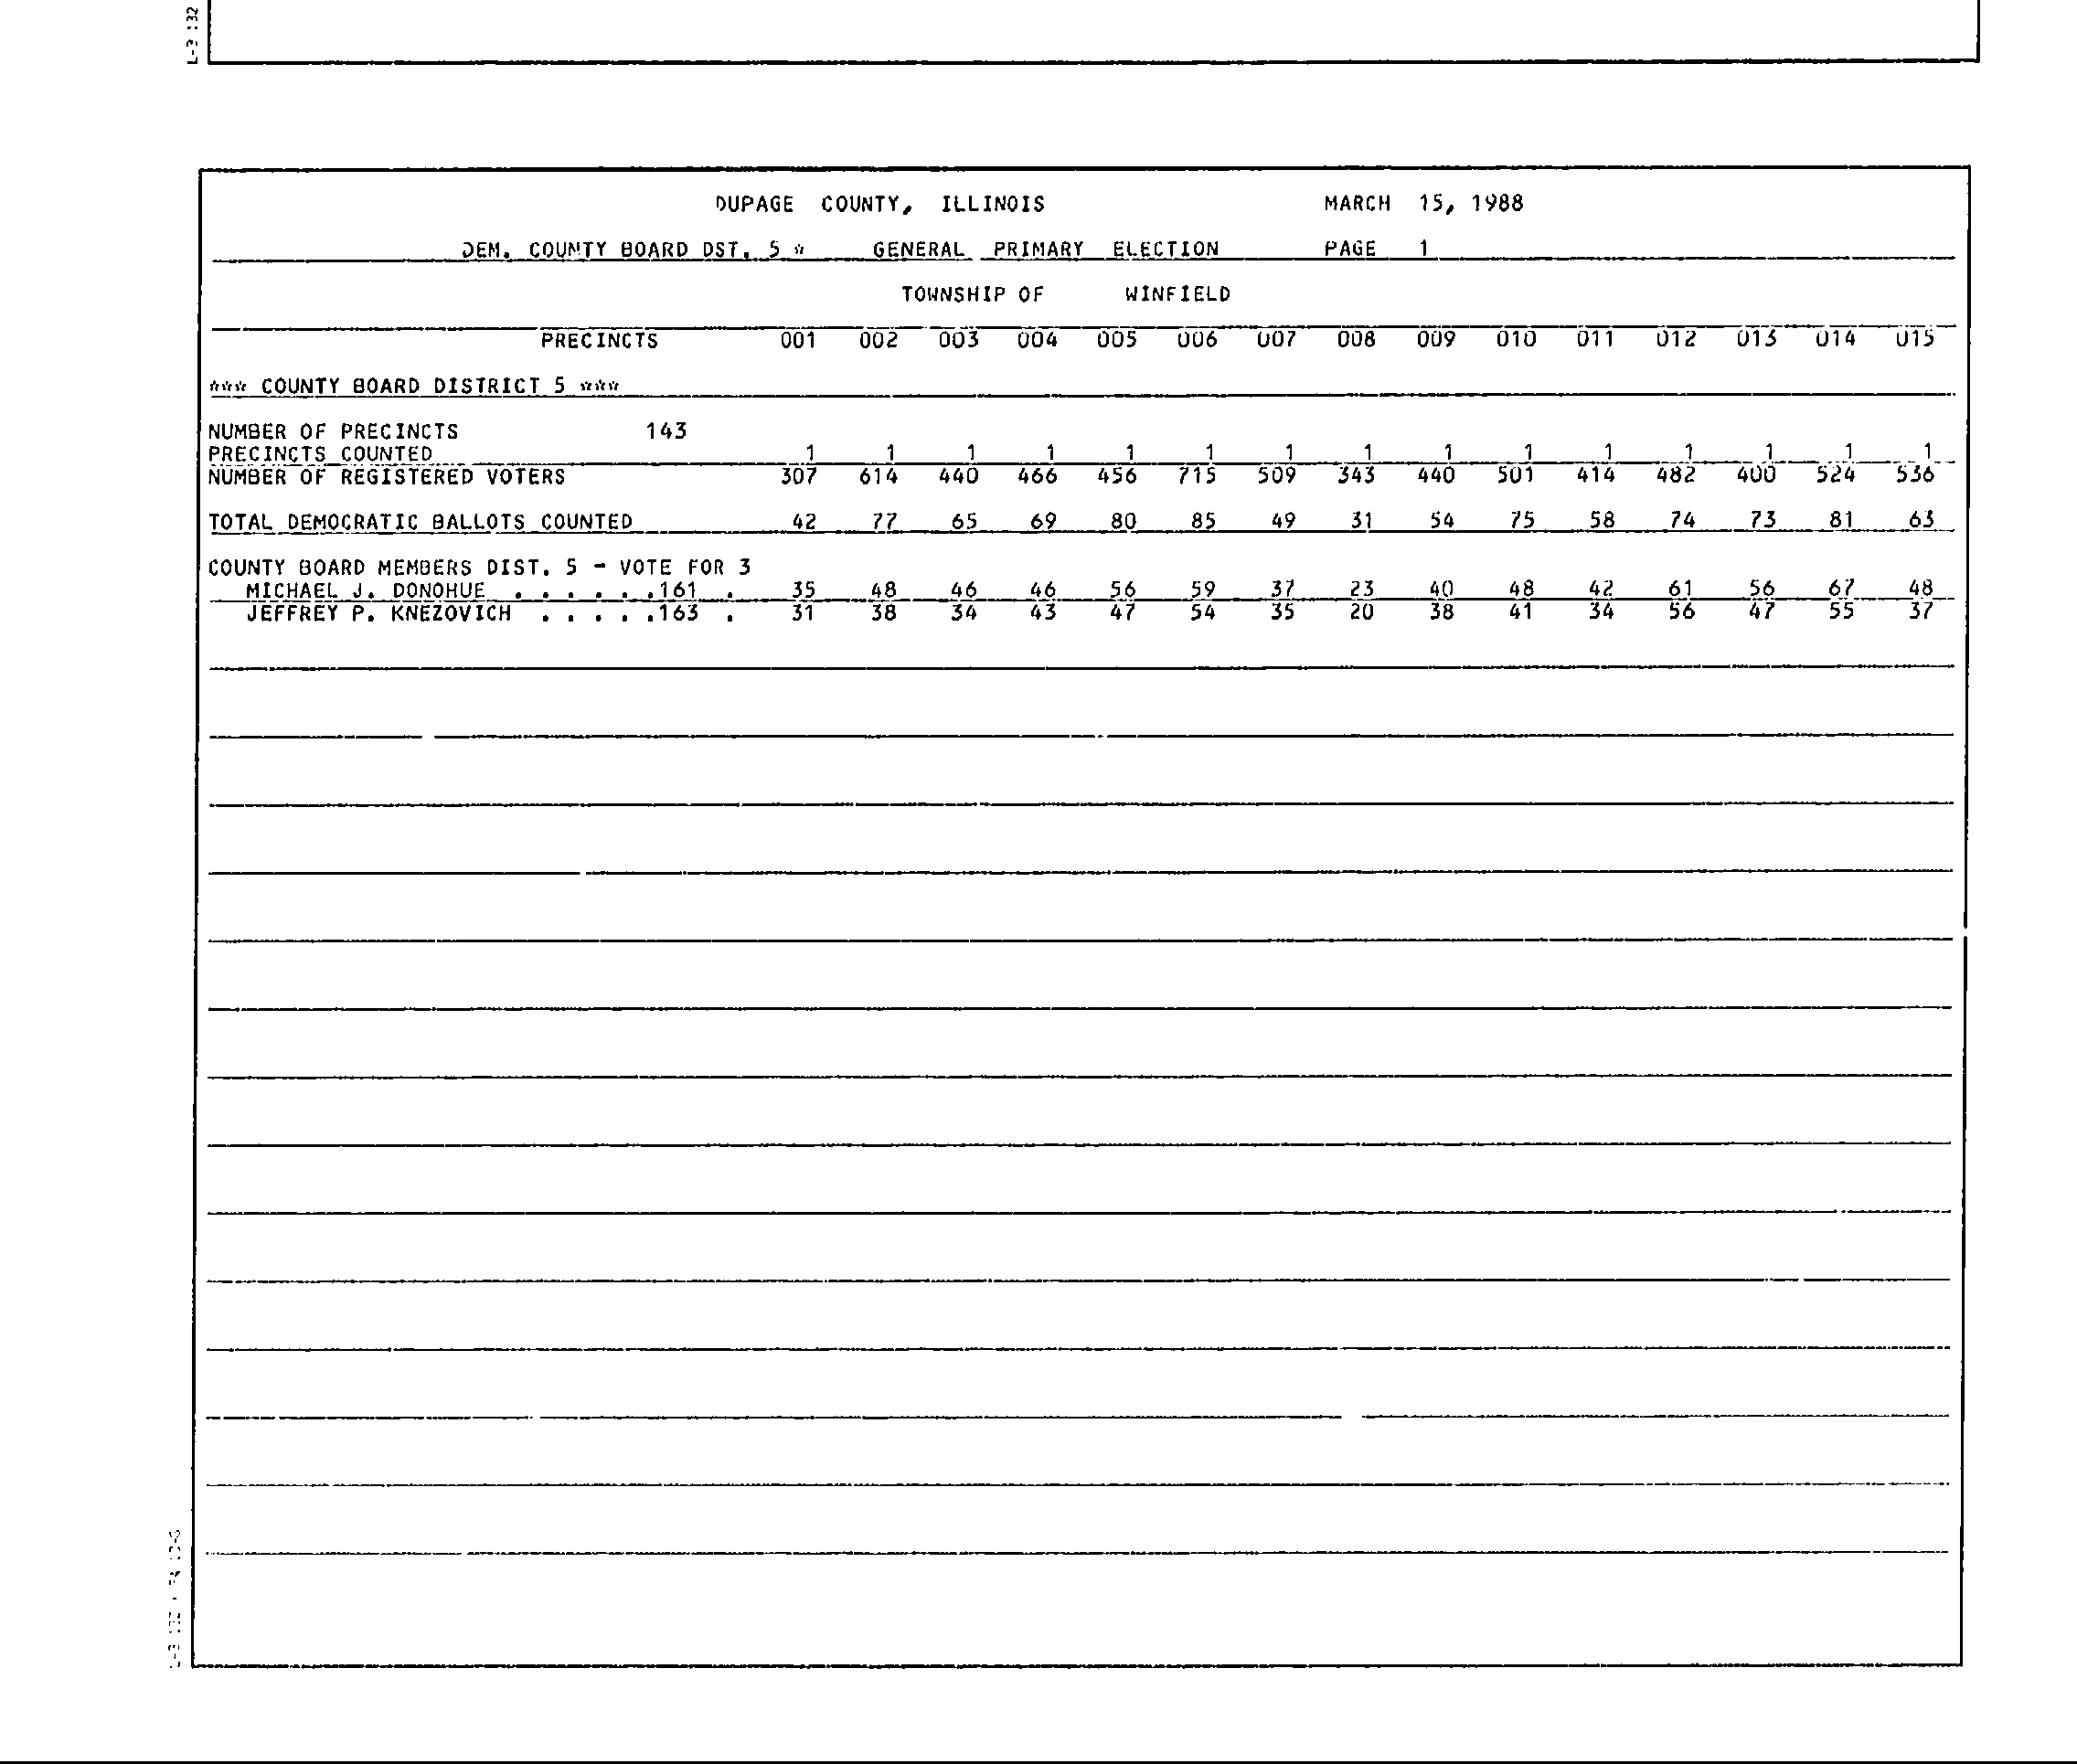 L-3 132
DUPAGE COUNTY, ILLINOIS MARCH 15, 1988
DEM. COUNTY BOARD DST. 5 * GENERAL PRIMARY ELECTION PAGE 1
TOWNSHIP OF WINFIELD
PRECINCTS 001 002 003 004 005 006 007 008 009 010 011 012 013 014 015
*** COUNTY BOARD DISTRICT 5 ***
NUMBER OF PRECINCTS 143
PRECINCTS COUNTED 1 1 1 1 1 1 1 1 1 1 1 1 1 1 1
NUMBER OF REGISTERED VOTERS 307 614 440 466 456 715 509 343 440 501 414 482 400 524 536
TOTAL DEMOCRATIC BALLOTS COUNTED 42 77 65 69 80 85 49 31 54 75 58 74 73 81 63
COUNTY BOARD MEMBERS DIST. 5 - VOTE FOR 3
MICHAEL J. DONOHUE . . . . . .161 . 35 48 46 46 56 59 37 23 40 48 42 61 56 67 48
JEFFREY P. KNEZOVICH . . . . .163 . 31 38 34 43 47 54 35 20 38 41 34 56 47 55 37